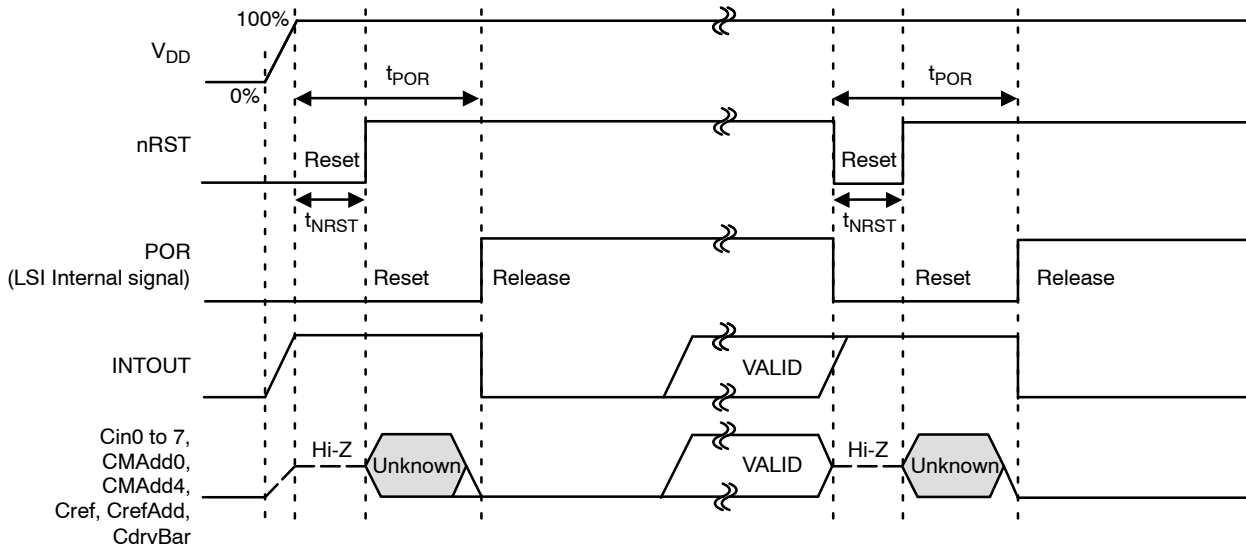 100%
VDD
0%
tPOR
tPOR
nRST
Reset
Reset
tNRST
tNRST
POR
(LSI Internal signal)
Reset
Release
Reset
Release
INTOUT
VALID
Cin0 to 7,
CMAdd0,
CMAdd4,
Cref, CrefAdd,
CdrvBar
Hi-Z
Unknown
VALID
Hi-Z
Unknown